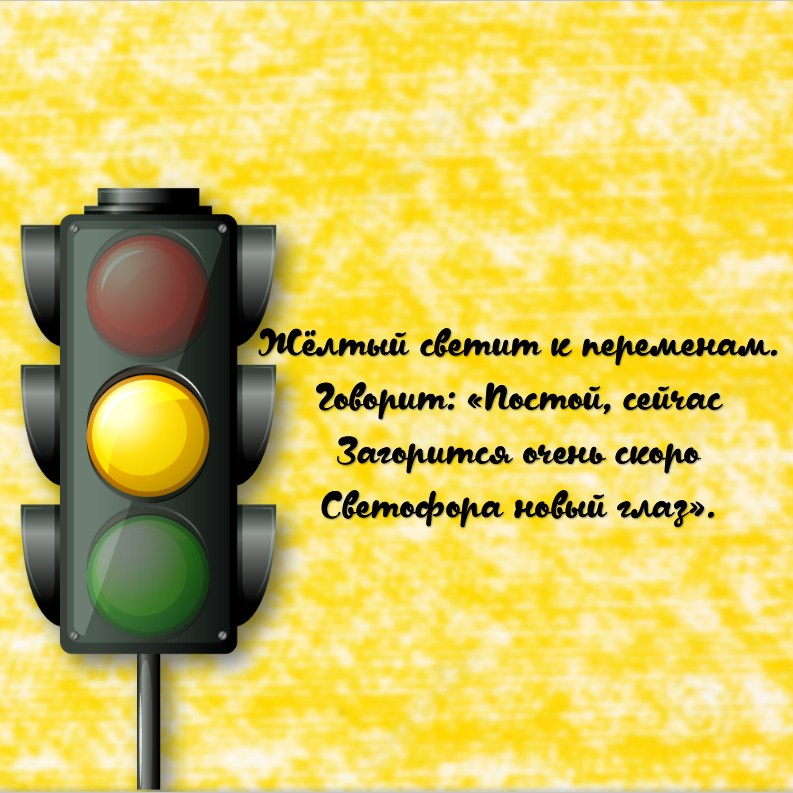 Жёлтый светит к переменам.
Говорит: «Постой, сейчас
Загорится очень скоро
Светофора новый глаз».